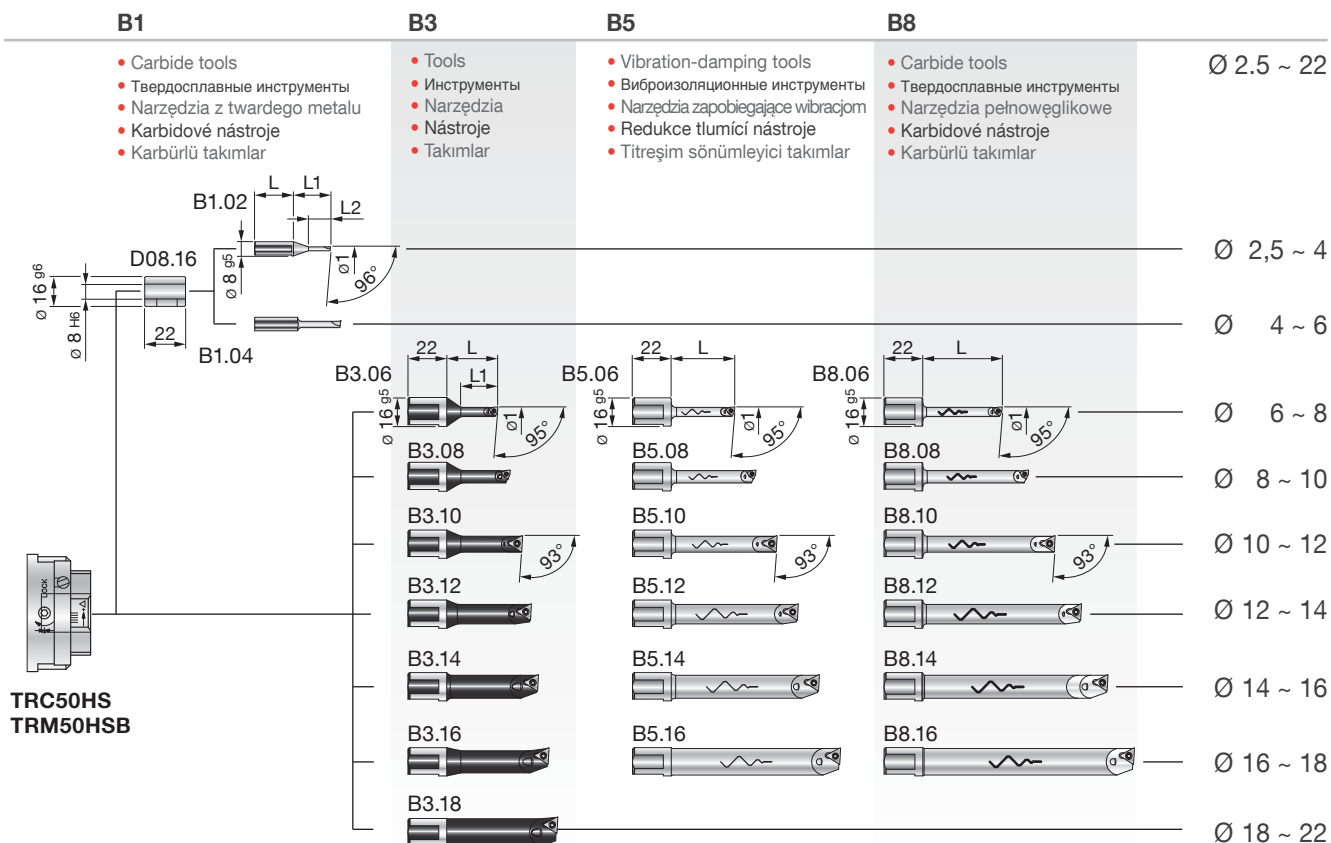 B1 B3 B5 B8
• Carbide tools
• Твердосплавные инструменты
• Narzędzia z twardego metalu
• Karbidové nástroje
• Karbürlü takımlar
• Tools
• Инструменты
• Narzędzia
• Nástroje
• Takımlar
• Vibration-damping tools
• Виброизоляционные инструменты
• Narzędzia zapobiegające wibracjom
• Redukce tlumící nástroje
• Titreşim sönümleyici takımlar
• Carbide tools
• Твердосплавные инструменты
• Narzędzia pełnowęglikowe
• Karbidové nástroje
• Karbürlü takımlar
Ø 2.5 ~ 22
B1.02
L L1
L2
ø 8 g5
ø1
96°
Ø 2,5 ~ 4
D08.16
ø 16 g6
ø 8 H6
22
B1.04
Ø 4 ~ 6
B3.06
22 L
L1
ø 16 g5
ø1
95°
B5.06
22 L
ø 16 g5
ø1
95°
B8.06
22 L
ø 16 g5
ø1
95°
Ø 6 ~ 8
B3.08 B5.08 B8.08
Ø 8 ~ 10
B3.10
93°
B5.10
93°
B8.10
93°
Ø 10 ~ 12
B3.12 B5.12 B8.12
Ø 12 ~ 14
LOCK
TRC50HS
TRM50HSB
B3.14 B5.14 B8.14
Ø 14 ~ 16
B3.16 B5.16 B8.16
Ø 16 ~ 18
B3.18
Ø 18 ~ 22